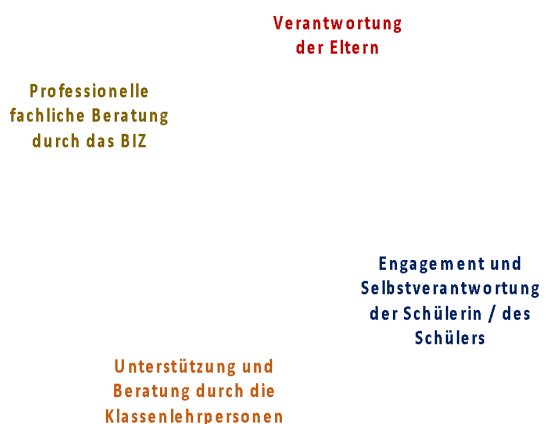 Verantwortung
der Eltern
Professionelle
fachliche Beratung
durch das BIZ
Engagement und
Selbstverantwortung
der Schülerin / des
Schülers
Unterstützung und
Beratung durch die
Klassenlehrpersonen